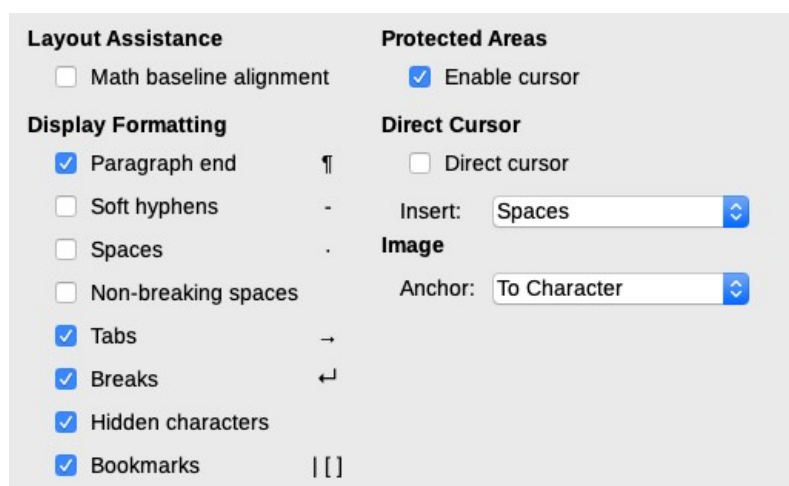 Layout Assistance
Math baseline alignment
Display Formatting
Paragraph end ¶
Soft hyphens -
Spaces ·
Non-breaking spaces
Tabs →
Breaks ↵
Hidden characters
Bookmarks |[]
Protected Areas
Enable cursor
Direct Cursor
Direct cursor
Insert: Spaces
Image
Anchor: To Character